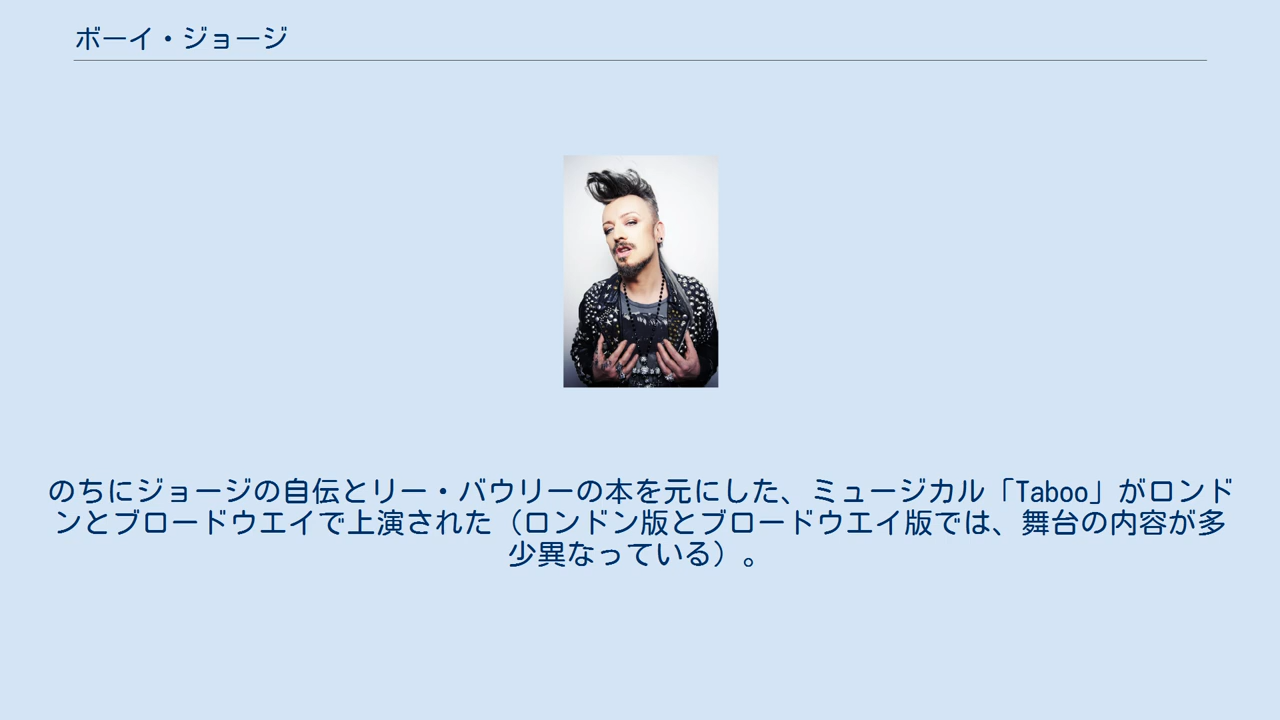 ボーイ・ジョージ
のちにジョージの自伝とリー・バウリーの本を元にした、ミュージカル「Taboo」がロンド
ンとブロードウエイで上演された（ロンドン版とブロードウエイ版では、舞台の内容が多
少異なっている）。